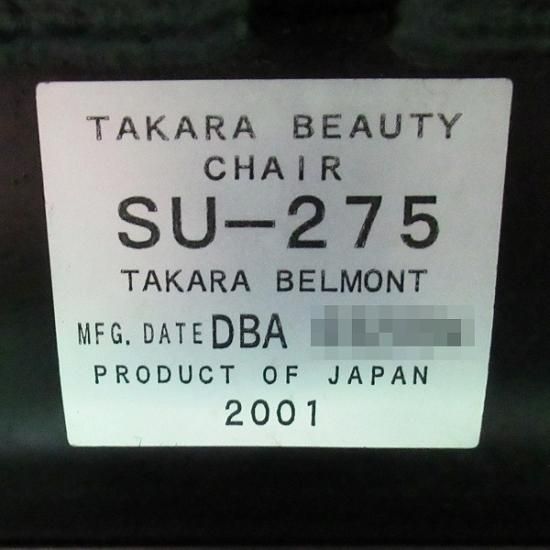 TAKARA BEAUTY
CHAIR
SU-275
TAKARA BELMONT
MFG. DATE DBA
PRODUCT OF JAPAN
2001